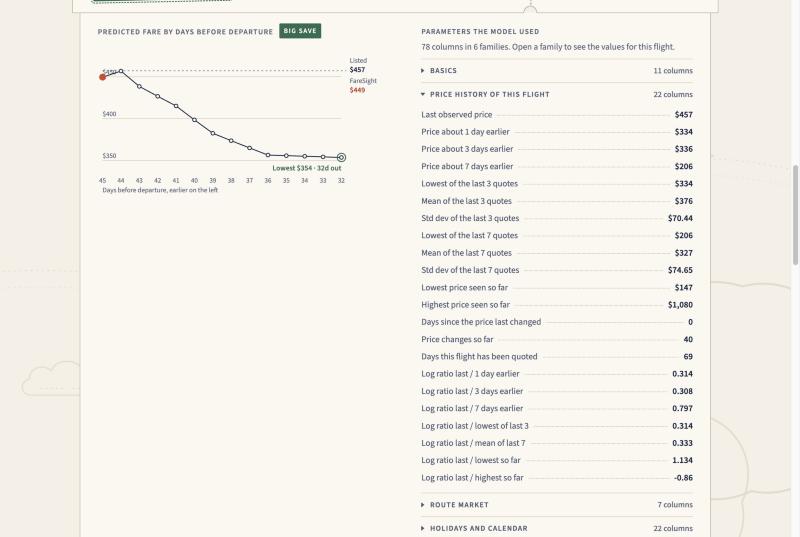 PREDICTED FARE BY DAYS BEFORE DEPARTURE BIG SAVE
Listed
$457
FareSight
$449
$450
$400
$350
Lowest $354 · 32d out
45 44 43 42 41 40 39 38 37 36 35 34 33 32
Days before departure, earlier on the left
PARAMETERS THE MODEL USED
78 columns in 6 families. Open a family to see the values for this flight.
BASICS 11 columns
PRICE HISTORY OF THIS FLIGHT 22 columns
Last observed price $457
Price about 1 day earlier $334
Price about 3 days earlier $336
Price about 7 days earlier $206
Lowest of the last 3 quotes $334
Mean of the last 3 quotes $376
Std dev of the last 3 quotes $70.44
Lowest of the last 7 quotes $206
Mean of the last 7 quotes $327
Std dev of the last 7 quotes $74.65
Lowest price seen so far $147
Highest price seen so far $1,080
Days since the price last changed 0
Price changes so far 40
Days this flight has been quoted 69
Log ratio last / 1 day earlier 0.314
Log ratio last / 3 days earlier 0.308
Log ratio last / 7 days earlier 0.797
Log ratio last / lowest of last 3 0.314
Log ratio last / mean of last 7 0.333
Log ratio last / lowest so far 1.134
Log ratio last / highest so far -0.86
ROUTE MARKET 7 columns
HOLIDAYS AND CALENDAR 22 columns